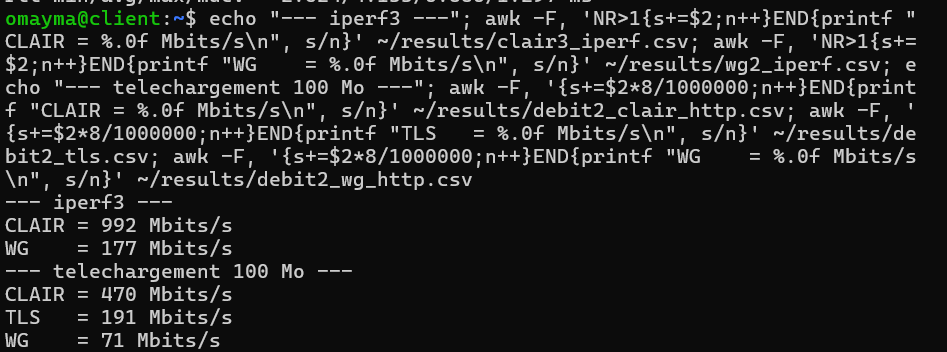 omayma@client:~$ echo "--- iperf3 ---"; awk -F, 'NR>1{s+=$2;n++}END{printf "
CLAIR = %.0f Mbits/s\n", s/n}' ~/results/clair3_iperf.csv; awk -F, 'NR>1{s+=
$2;n++}END{printf "WG    = %.0f Mbits/s\n", s/n}' ~/results/wg2_iperf.csv; e
cho "--- telechargement 100 Mo ---"; awk -F, '{s+=$2*8/1000000;n++}END{print
f "CLAIR = %.0f Mbits/s\n", s/n}' ~/results/debit2_clair_http.csv; awk -F, '
{s+=$2*8/1000000;n++}END{printf "TLS   = %.0f Mbits/s\n", s/n}' ~/results/de
bit2_tls.csv; awk -F, '{s+=$2*8/1000000;n++}END{printf "WG    = %.0f Mbits/s
\n", s/n}' ~/results/debit2_wg_http.csv
--- iperf3 ---
CLAIR = 992 Mbits/s
WG    = 177 Mbits/s
--- telechargement 100 Mo ---
CLAIR = 470 Mbits/s
TLS   = 191 Mbits/s
WG    = 71 Mbits/s